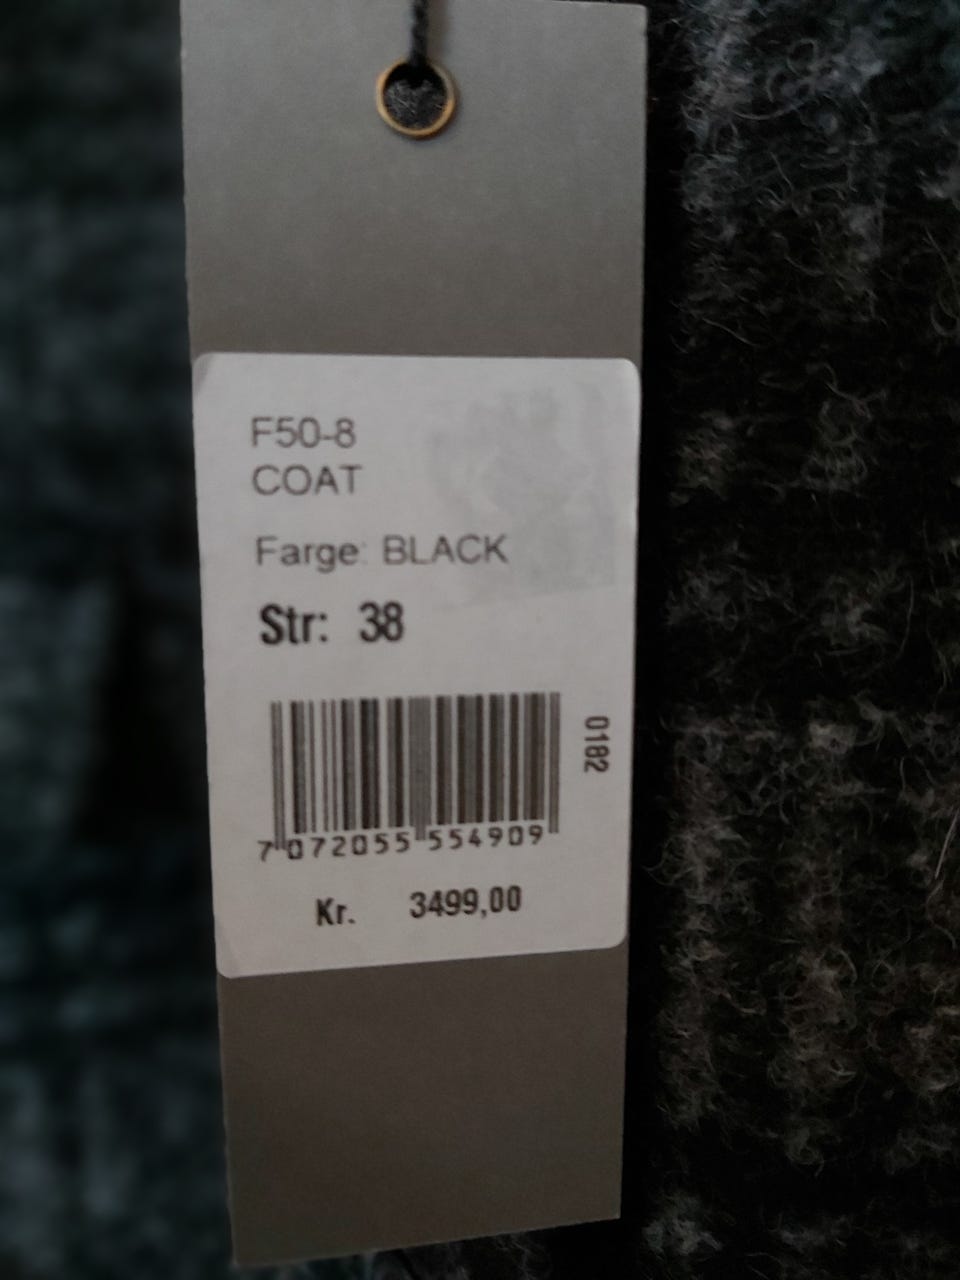 F50-8
COAT
Farge: BLACK
Str: 38
0182
7 072055 554909
Kr. 3499,00